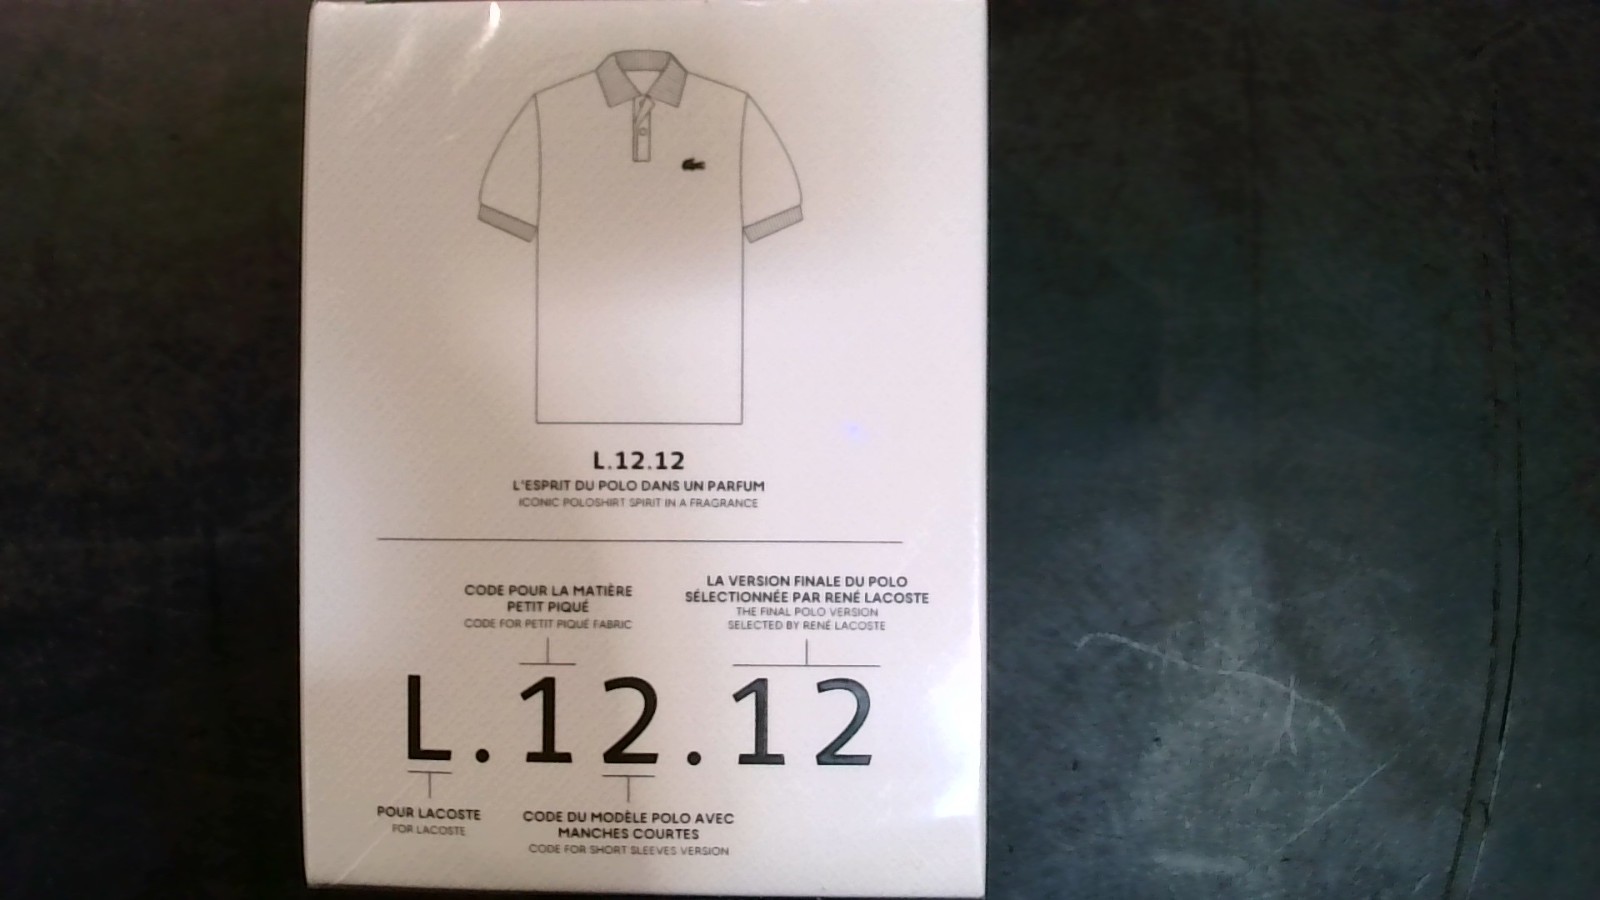 L.12.12
L'ESPRIT DU POLO DANS UN PARFUM
ICONIC POLOSHIRT SPIRIT IN A FRAGRANCE
CODE POUR LA MATIÈRE
PETIT PIQUÉ
CODE FOR PETIT PIQUÉ FABRIC
LA VERSION FINALE DU POLO
SÉLECTIONNÉE PAR RENÉ LACOSTE
THE FINAL POLO VERSION
SELECTED BY RENÉ LACOSTE
L.12.12
POUR LACOSTE
FOR LACOSTE
CODE DU MODÈLE POLO AVEC
MANCHES COURTES
CODE FOR SHORT SLEEVES VERSION